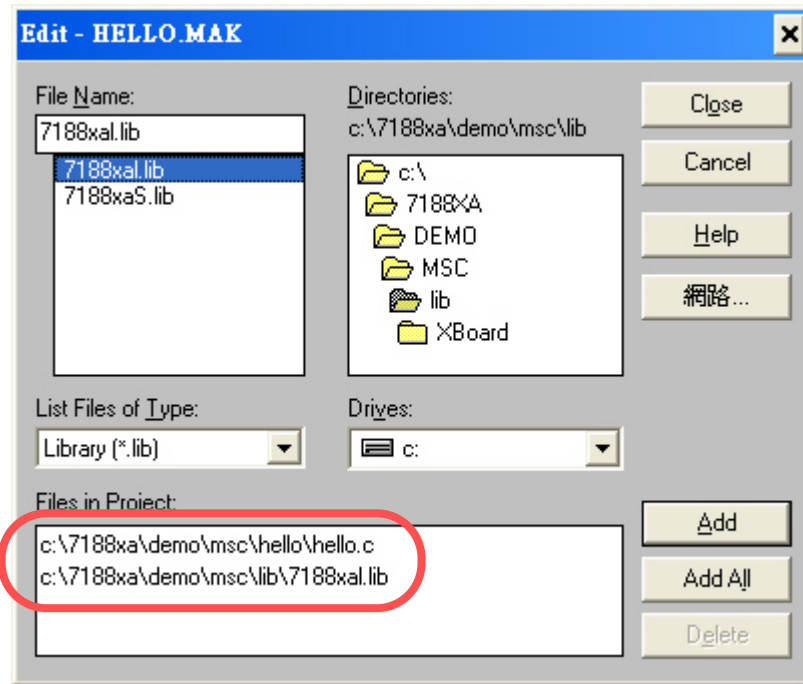 Edit - HELLO.MAK
File Name:
7188xal.lib
7188xal.lib
7188xaS.lib
Directories:
c:\7188xa\demo\msc\lib
c:\
7188XA
DEMO
MSC
lib
XBoard
Close
Cancel
Help
網路...
List Files of Type:
Library (*.lib)
Drives:
c:
Files in Project:
c:\7188xa\demo\msc\hello\hello.c
c:\7188xa\demo\msc\lib\7188xal.lib
Add
Add All
Delete